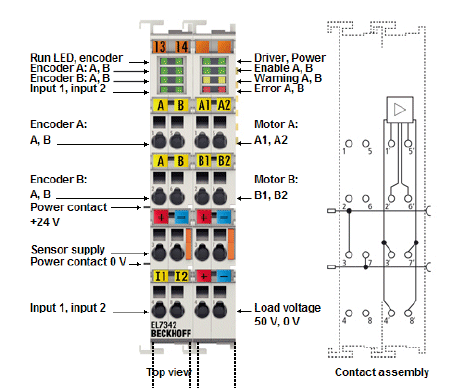 I3 I4
Run LED, encoder
Encoder A: A, B
Encoder B: A, B
Input 1, input 2
Driver, Power
Enable A, B
Warning A, B
Error A, B
A B A1 A2
Encoder A:
A, B
Motor A:
A1, A2
A B B1 B2
Encoder B:
A, B
Motor B:
B1, B2
Power contact
+24 V
+ − + −
Sensor supply
Power contact 0 V
I1 I2 + −
Input 1, input 2
Load voltage
50 V, 0 V
EL7342
BECKHOFF
Top view
1 5 1' 5'
2 6 2' 6'
3 7 3' 7'
4 8 4' 8'
Contact assembly